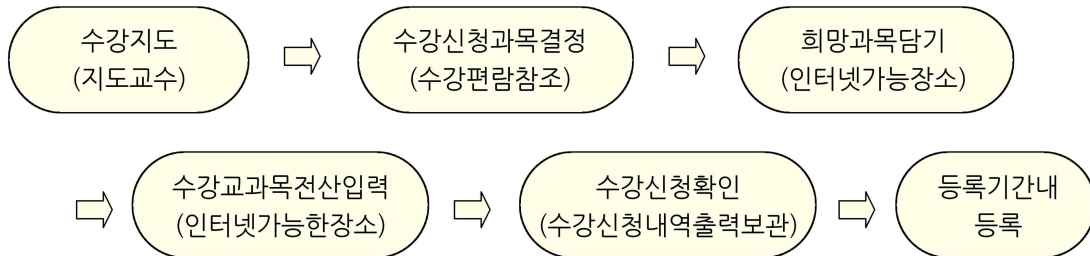 수강지도
(지도교수)
수강신청과목결정
(수강편람참조)
희망과목담기
(인터넷가능장소)
수강교과목전산입력
(인터넷가능한장소)
수강신청확인
(수강신청내역출력보관)
등록기간내
등록